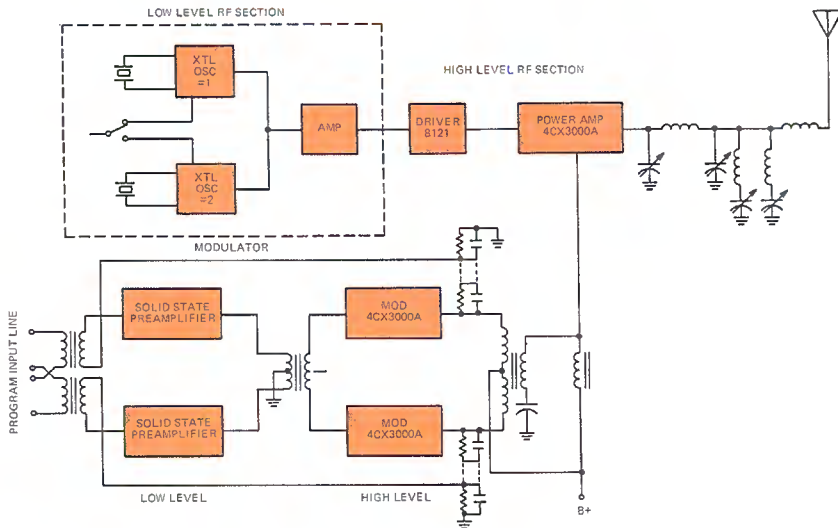 LOW LEVEL RF SECTION
XTL
OSC
=1
HIGH LEVEL RF SECTION
AMP
DRIVER
8121
POWER AMP
4CX3000A
XTL
OSC
=2
MODULATOR
PROGRAM INPUT LINE
SOLID STATE
PREAMPLIFIER
MOD
4CX3000A
SOLID STATE
PREAMPLIFIER
MOD
4CX3000A
LOW LEVEL
HIGH LEVEL
B+